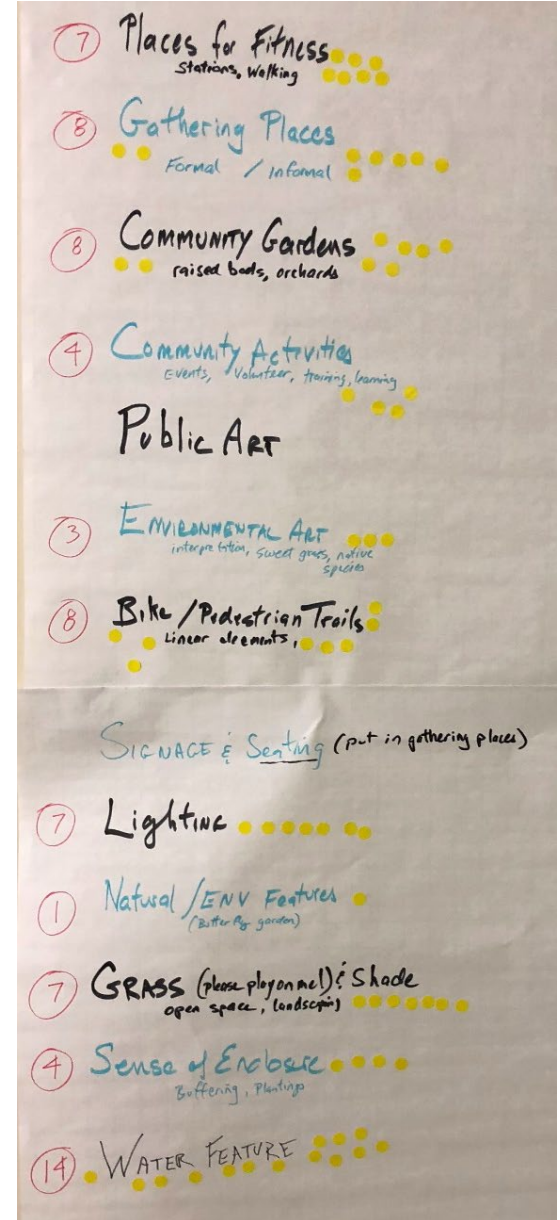 7 Places for Fitness
Stations, Walking
8 Gathering Places
Formal / Informal
8 Community Gardens
raised beds, orchards
4 Community Activities
Events, Volunteer, training, learning
Public Art
3 Environmental Art
interpretation, sweet grass, native
species
8 Bike / Pedestrian Trails
Linear elements,
Signage & Seating (put in gathering places)
7 Lighting
1 Natural / ENV Features
(Butterfly garden)
7 Grass (please play on me!) & Shade
open space, landscaping
4 Sense of Enclosure
Buffering, Plantings
14 Water Feature